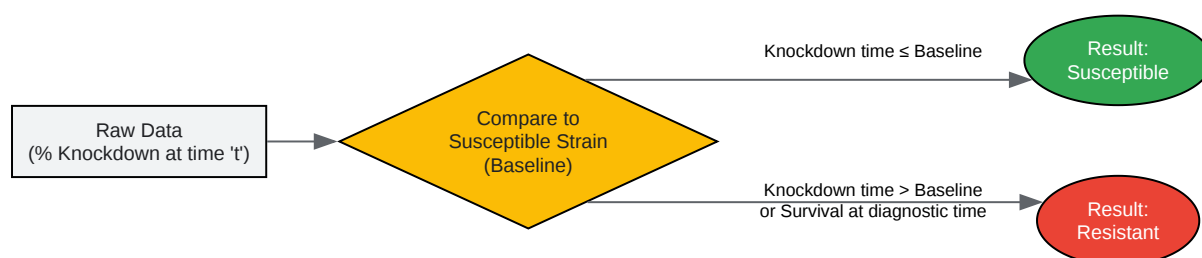 Raw Data
(% Knockdown at time 't')
Compare to
Susceptible Strain
(Baseline)
Knockdown time ≤ Baseline
Result:
Susceptible
Knockdown time > Baseline
or Survival at diagnostic time
Result:
Resistant